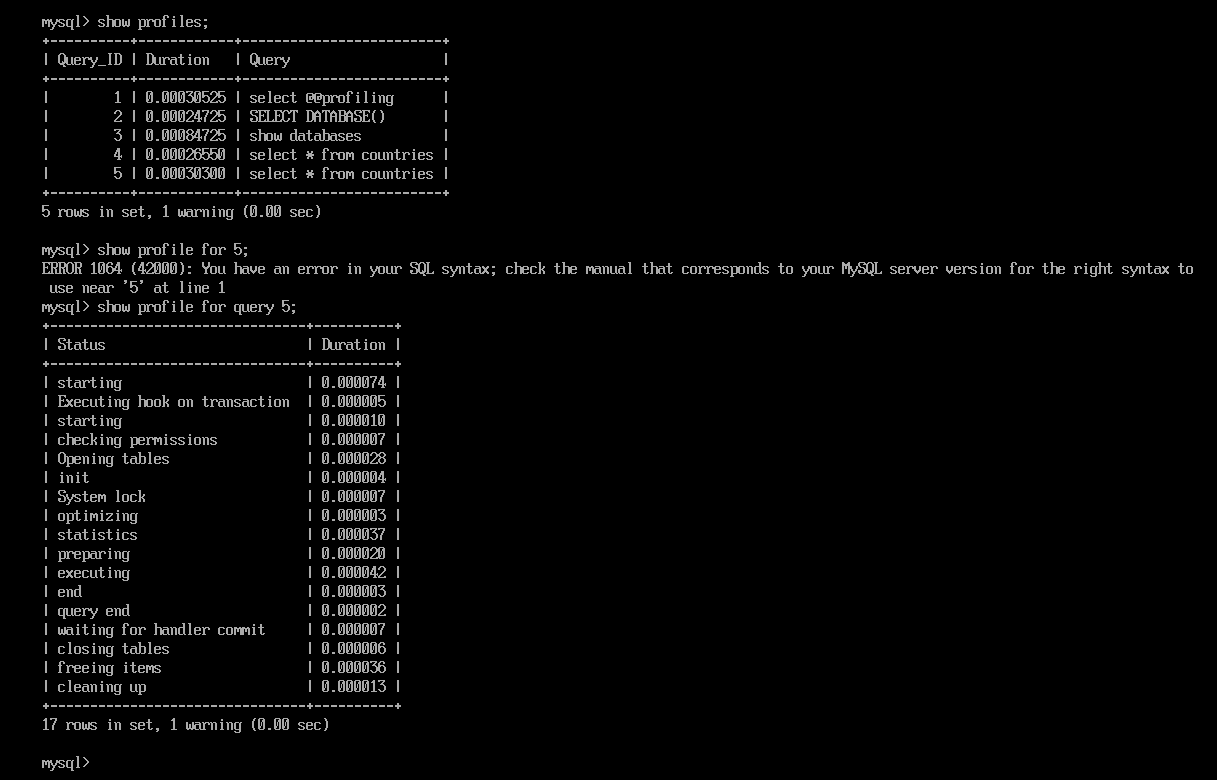 mysql> show profiles;
+----------+------------+-------------------------+
| Query_ID | Duration   | Query                   |
+----------+------------+-------------------------+
|        1 | 0.00030525 | select @@profiling      |
|        2 | 0.00024725 | SELECT DATABASE()       |
|        3 | 0.00084725 | show databases          |
|        4 | 0.00026550 | select * from countries |
|        5 | 0.00030300 | select * from countries |
+----------+------------+-------------------------+
5 rows in set, 1 warning (0.00 sec)

mysql> show profile for 5;
ERROR 1064 (42000): You have an error in your SQL syntax; check the manual that corresponds to your MySQL server version for the right syntax to
 use near '5' at line 1
mysql> show profile for query 5;
+--------------------------------+----------+
| Status                         | Duration |
+--------------------------------+----------+
| starting                       | 0.000074 |
| Executing hook on transaction  | 0.000005 |
| starting                       | 0.000010 |
| checking permissions           | 0.000007 |
| Opening tables                 | 0.000028 |
| init                           | 0.000004 |
| System lock                    | 0.000007 |
| optimizing                     | 0.000003 |
| statistics                     | 0.000037 |
| preparing                      | 0.000020 |
| executing                      | 0.000042 |
| end                            | 0.000003 |
| query end                      | 0.000002 |
| waiting for handler commit     | 0.000007 |
| closing tables                 | 0.000006 |
| freeing items                  | 0.000036 |
| cleaning up                    | 0.000013 |
+--------------------------------+----------+
17 rows in set, 1 warning (0.00 sec)

mysql>